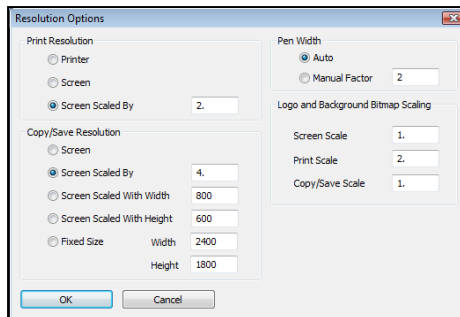 Resolution Options
Print Resolution
Printer
Screen
Screen Scaled By 2.
Copy/Save Resolution
Screen
Screen Scaled By 4.
Screen Scaled With Width 800
Screen Scaled With Height 600
Fixed Size Width 2400
Height 1800
Pen Width
Auto
Manual Factor 2
Logo and Background Bitmap Scaling
Screen Scale 1.
Print Scale 2.
Copy/Save Scale 1.
OK Cancel